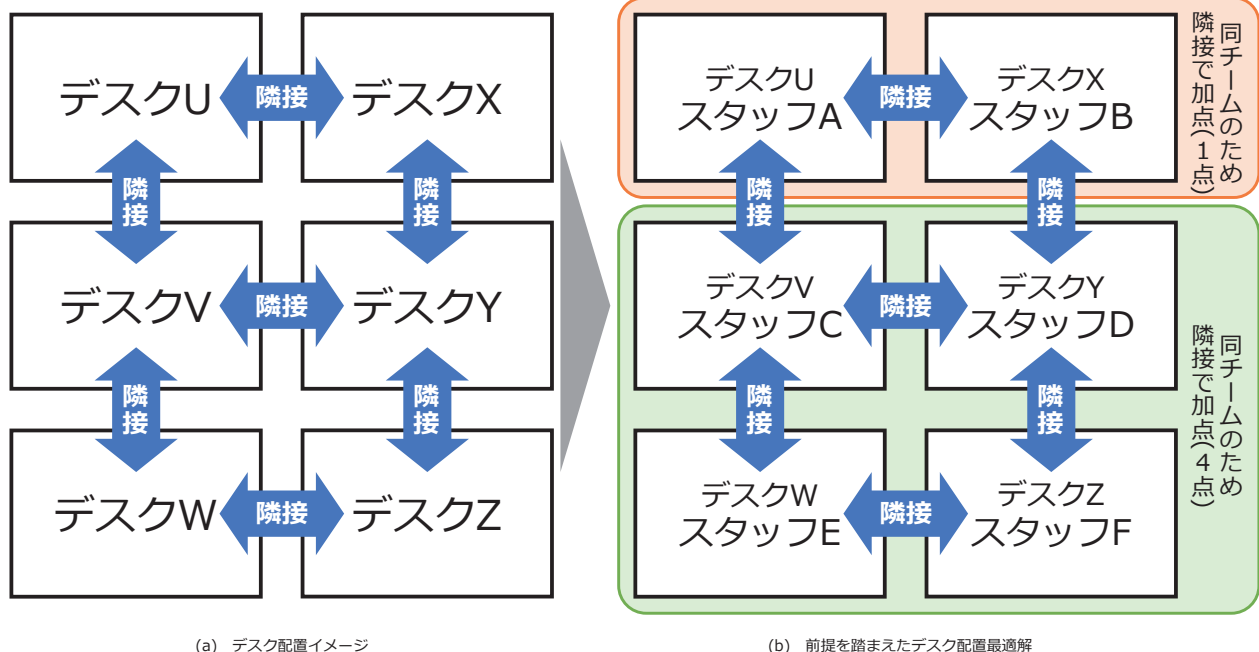 デスクU
隣接
デスクX
隣
接
隣
接
デスクV
隣接
デスクY
隣
接
隣
接
デスクW
隣接
デスクZ
(a) デスク配置イメージ
デスクU
スタッフA
隣接
デスクX
スタッフB
同チームのため
隣接で加点(1点)
隣
接
隣
接
デスクV
スタッフC
隣接
デスクY
スタッフD
隣
接
隣
接
デスクW
スタッフE
隣接
デスクZ
スタッフF
同チームのため
隣接で加点(4点)
(b) 前提を踏まえたデスク配置最適解